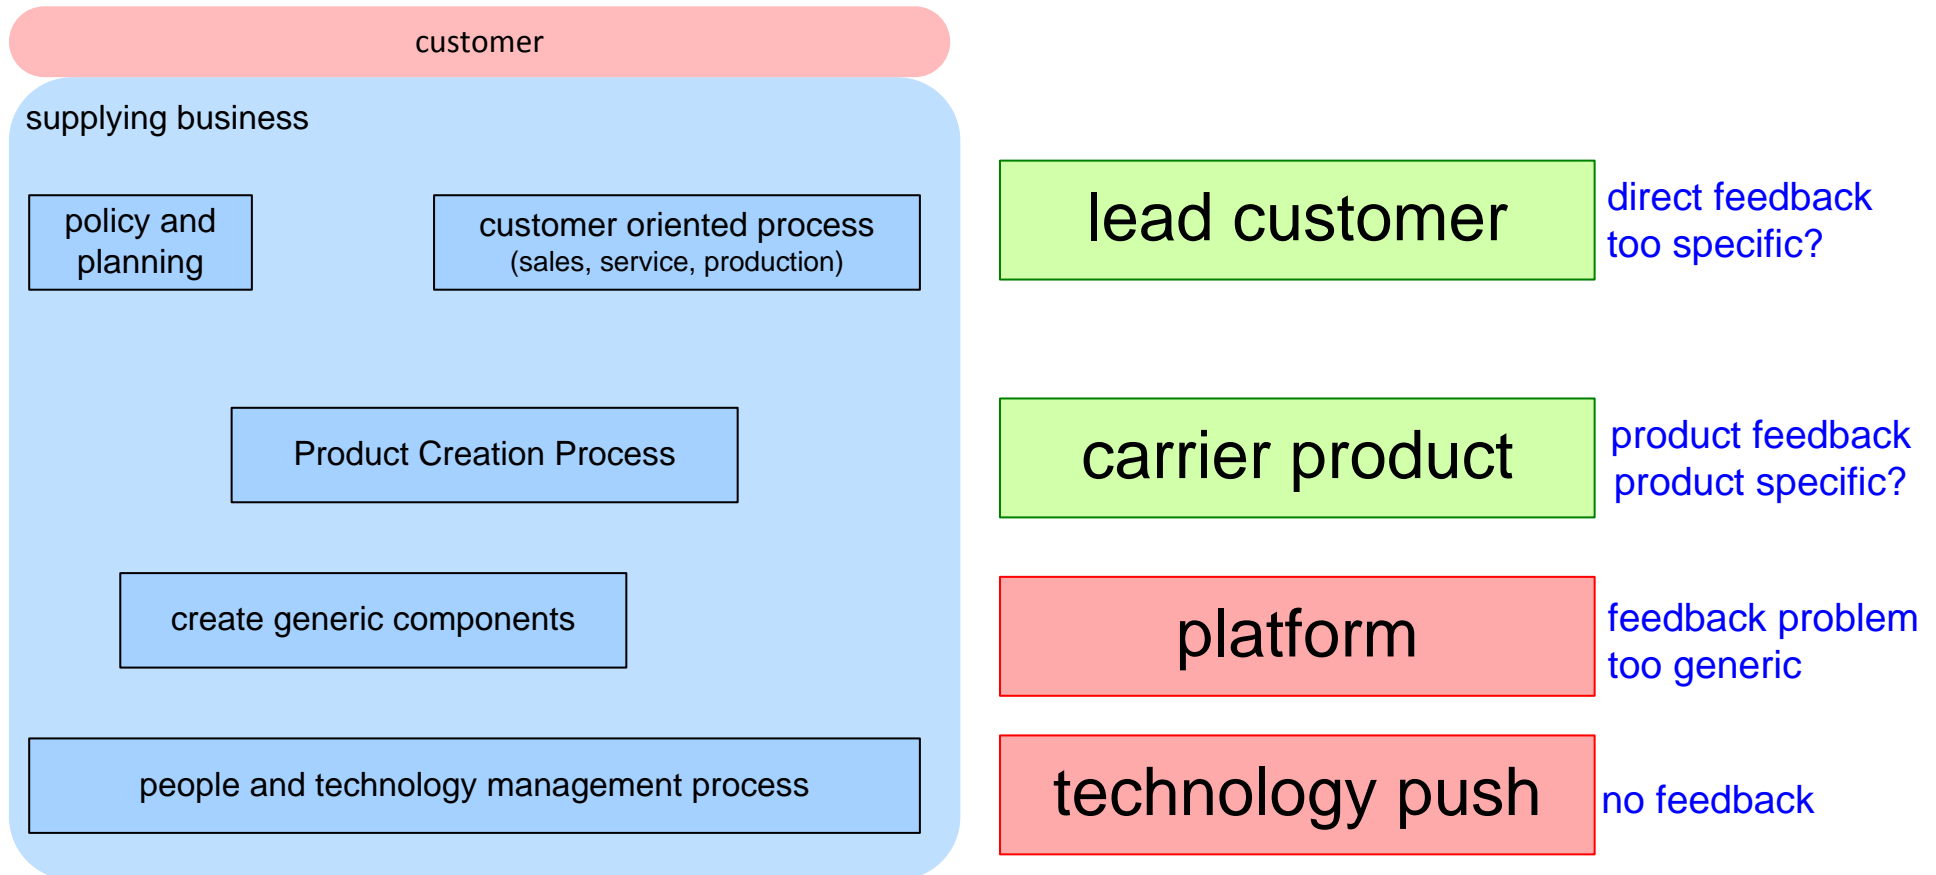 customer
supplying business
policy and
planning
customer oriented process
(sales, service, production)
lead customer
direct feedback
too specific?
Product Creation Process
carrier product
product feedback
product specific?
create generic components
platform
feedback problem
too generic
people and technology management process
technology push
no feedback